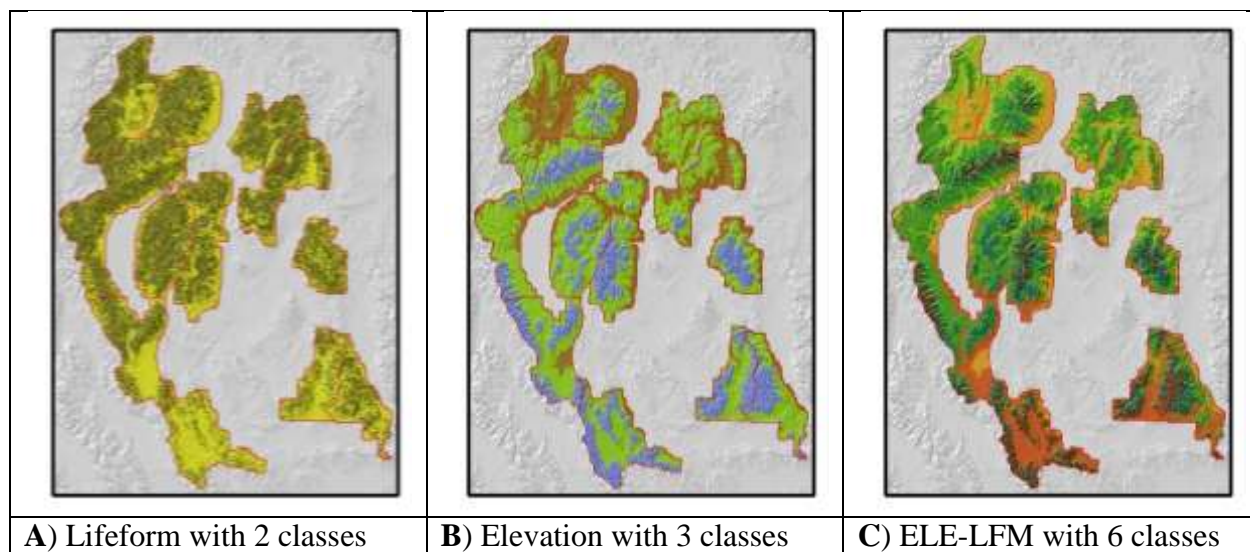 A) Lifeform with 2 classes
B) Elevation with 3 classes
C) ELE-LFM with 6 classes